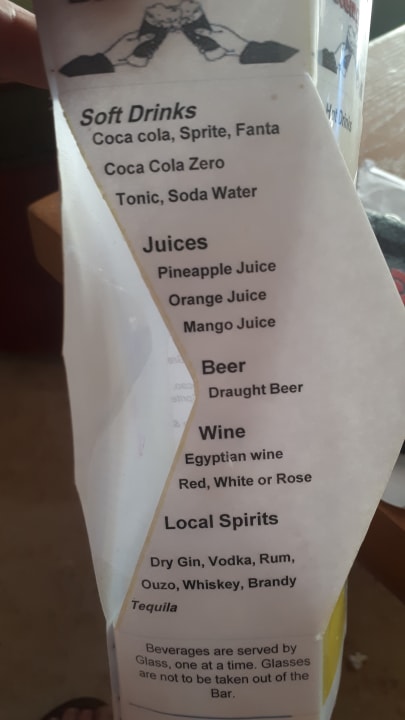 Soft Drinks
Coca cola, Sprite, Fanta
Coca Cola Zero
Tonic, Soda Water
Juices
Pineapple Juice
Orange Juice
Mango Juice
Beer
Draught Beer
Wine
Egyptian wine
Red, White or Rose
Local Spirits
Dry Gin, Vodka, Rum,
Ouzo, Whiskey, Brandy
Tequila
Beverages are served by
Glass, one at a time. Glasses
are not to be taken out of the
Bar.